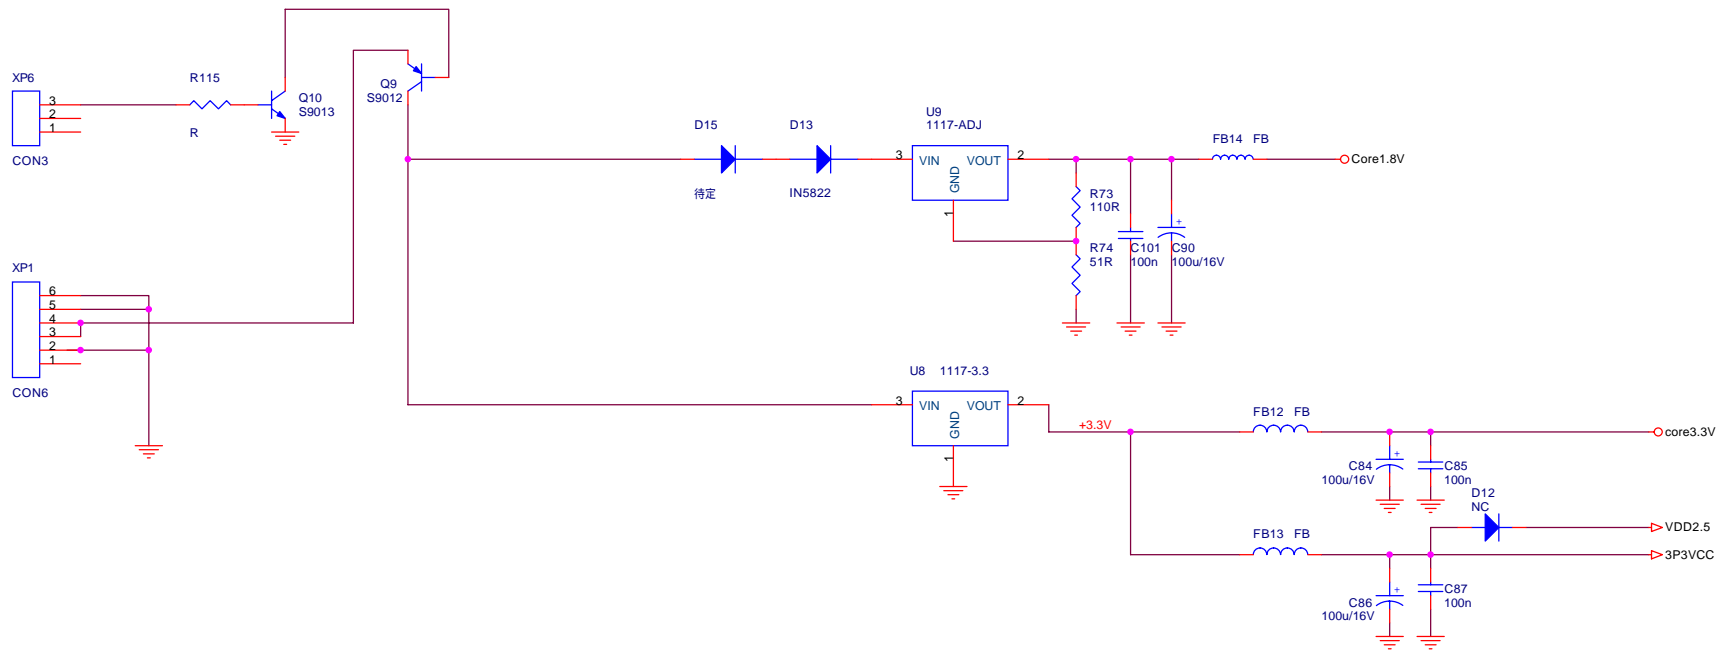 XP6
3
2
1
CON3
R115
R
Q10
S9013
Q9
S9012
D15
待定
D13
IN5822
U9
1117-ADJ
3
VIN
VOUT
2
GND
1
R73
110R
R74
51R
C101
100n
C90
+
100u/16V
FB14 FB
Core1.8V
XP1
6
5
4
3
2
1
CON6
U8 1117-3.3
3
VIN
VOUT
2
GND
1
+3.3V
FB12 FB
core3.3V
C84
+
100u/16V
C85
100n
D12
NC
VDD2.5
FB13 FB
3P3VCC
C86
+
100u/16V
C87
100n